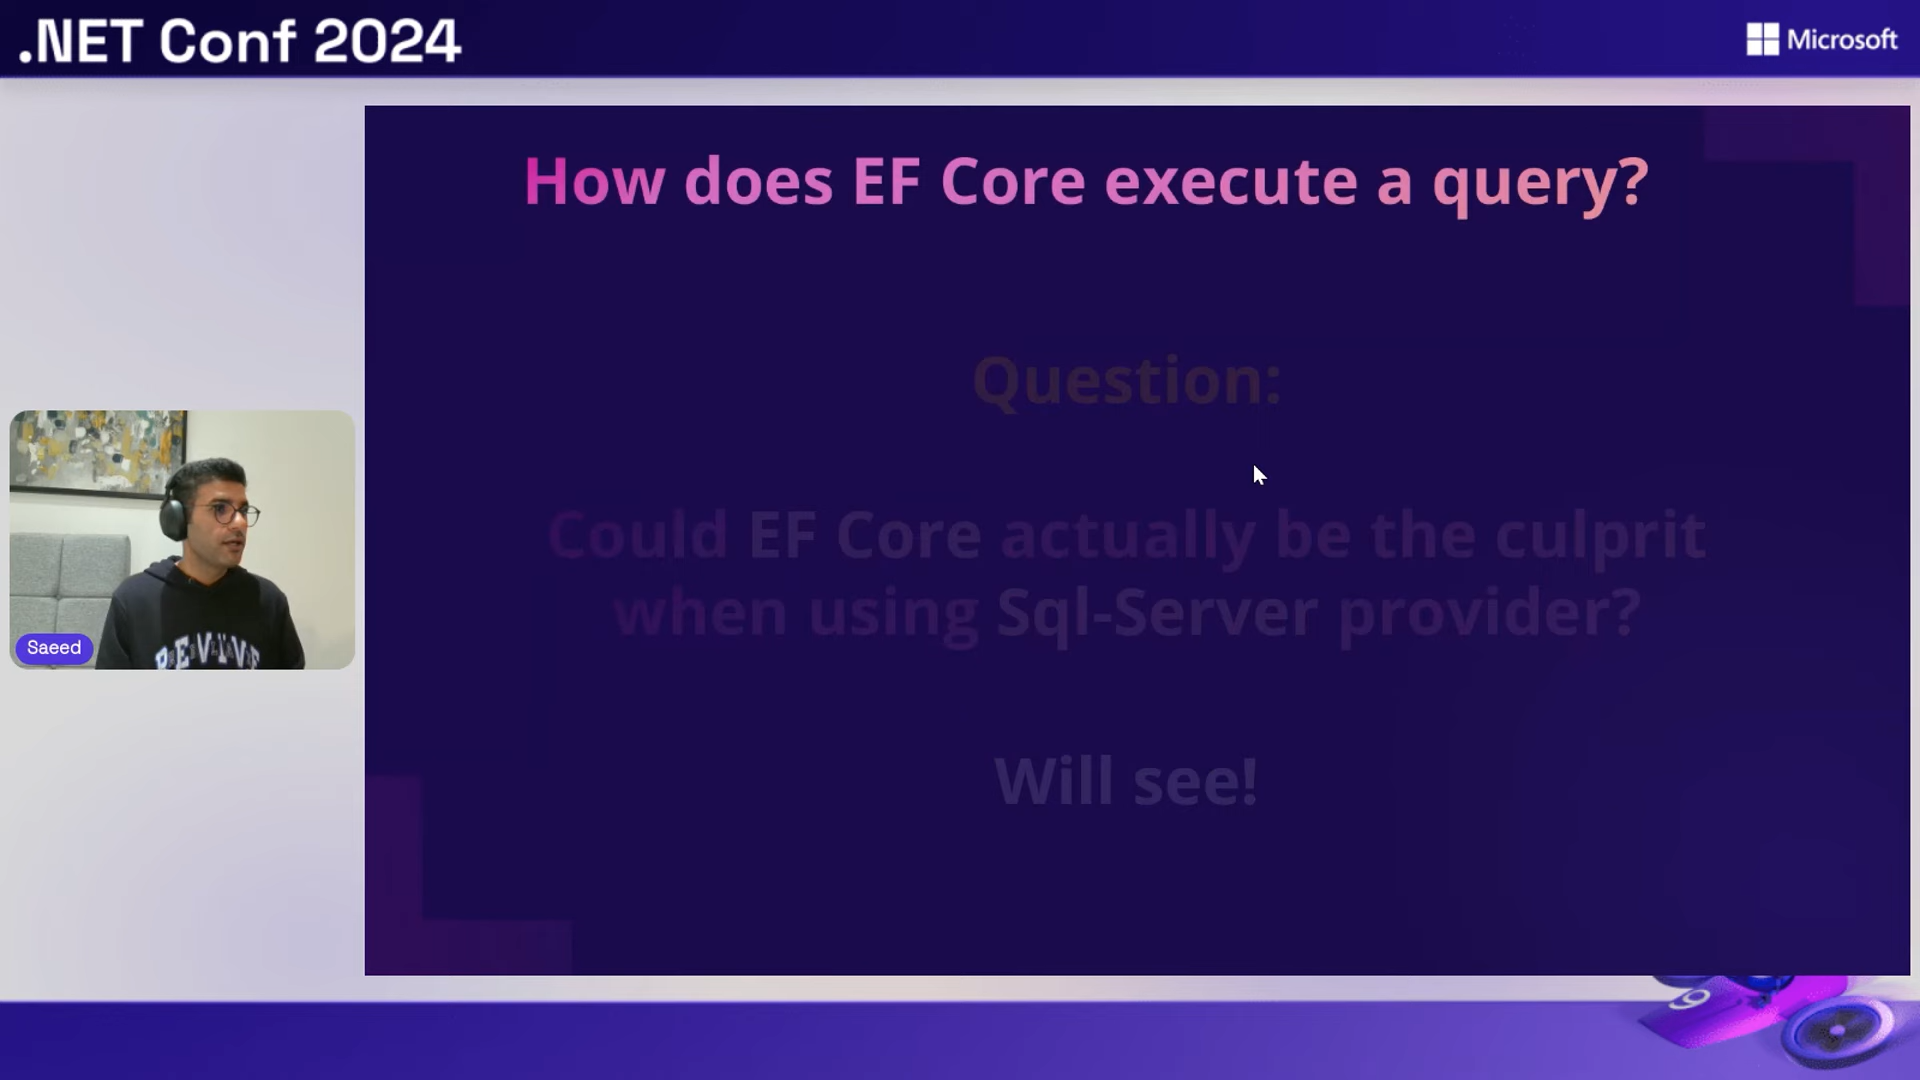 .NET Conf 2024
Microsoft
How does EF Core execute a query?
Question:
Could EF Core actually be the culprit
when using Sql-Server provider?
Will see!
Saeed
9